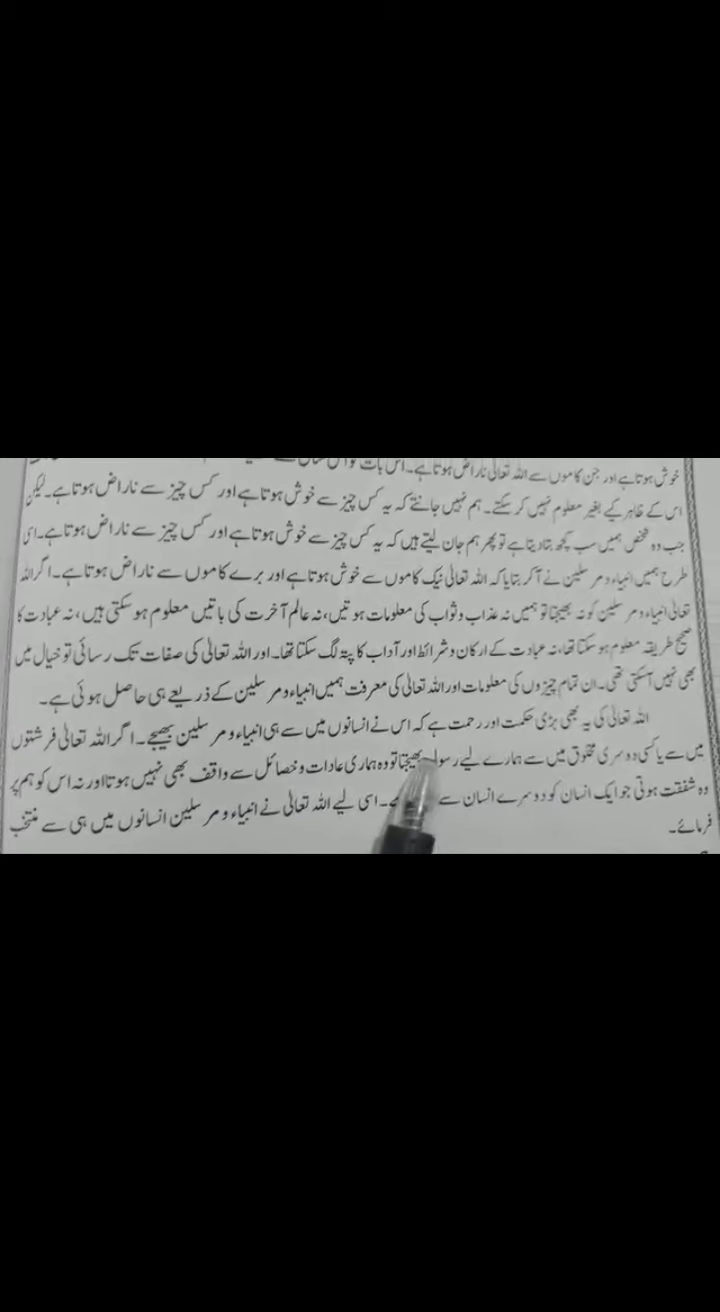 خوش ہوتا ہے اور جن کاموں سے اللہ تعالیٰ ناراض ہوتا ہے۔ اس بات کو اس مثال سے
اس کے ظاہر کیے بغیر معلوم نہیں کر سکتے۔ ہم نہیں جانتے کہ یہ کس چیز سے خوش ہوتا ہے اور کس چیز سے ناراض ہوتا ہے۔ لیکن
جب وہ شخص ہمیں سب کچھ بتا دیتا ہے تو پھر ہم جان لیتے ہیں کہ یہ کس چیز سے خوش ہوتا ہے اور کس چیز سے ناراض ہوتا ہے۔ اسی
طرح ہمیں انبیاء و مرسلین نے آ کر بتایا کہ اللہ تعالیٰ نیک کاموں سے خوش ہوتا ہے اور برے کاموں سے ناراض ہوتا ہے۔ اگر اللہ
تعالیٰ انبیاء و مرسلین کو نہ بھیجتا تو ہمیں نہ عذاب و ثواب کی معلومات ہوتیں، نہ عالم آخرت کی باتیں معلوم ہو سکتی ہیں، نہ عبادت کا
صحیح طریقہ معلوم ہو سکتا تھا، نہ عبادت کے ارکان و شرائط اور آداب کا پتہ لگ سکتا تھا۔ اور اللہ تعالیٰ کی صفات تک رسائی تو خیال میں
بھی نہیں آسکتی تھی۔ ان تمام چیزوں کی معلومات اور اللہ تعالیٰ کی معرفت ہمیں انبیاء و مرسلین کے ذریعے ہی حاصل ہوئی ہے۔
اللہ تعالیٰ کی یہ بھی بڑی حکمت اور رحمت ہے کہ اس نے انسانوں میں سے ہی انبیاء و مرسلین بھیجے۔ اگر اللہ تعالیٰ فرشتوں
میں سے یا کسی دوسری مخلوق میں سے ہمارے لیے رسول بھیجتا تو وہ ہماری عادات و خصائل سے واقف بھی نہیں ہوتا اور نہ اس کو ہم پر
وہ شفقت ہوتی جو ایک انسان کو دوسرے انسان سے ہے۔ اسی لیے اللہ تعالیٰ نے انبیاء و مرسلین انسانوں میں ہی سے منتخب
فرمائے۔